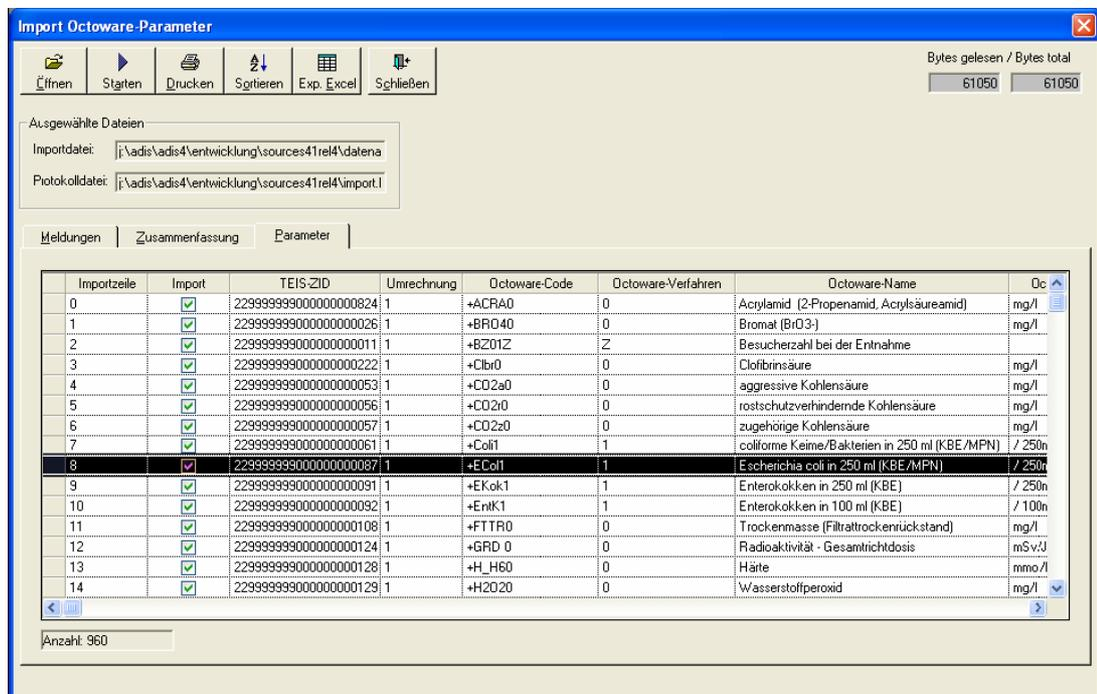 Import Octoware-Parameter
Öffnen Starten Drucken Sortieren Exp. Excel Schließen
Bytes gelesen / Bytes total
61050 61050
Ausgewählte Dateien
Importdatei: j:\adis\adis4\entwicklung\sources41rel4\datena
Protokolldatei: j:\adis\adis4\entwicklung\sources41rel4\import.l
Meldungen Zusammenfassung Parameter
Importzeile Import TEIS-ZID Umrechnung Octoware-Code Octoware-Verfahren Octoware-Name Oc
0 229999999000000000824 1 +ACRA0 0 Acrylamid (2-Propenamid, Acrylsäureamid) mg/l
1 229999999000000000026 1 +BRO40 0 Bromat (BrO3-) mg/l
2 229999999000000000011 1 +BZ01Z Z Besucherzahl bei der Entnahme
3 229999999000000000222 1 +Clbr0 0 Clofibrinsäure mg/l
4 229999999000000000053 1 +CO2a0 0 aggressive Kohlensäure mg/l
5 229999999000000000056 1 +CO2r0 0 rostschutzverhindernde Kohlensäure mg/l
6 229999999000000000057 1 +CO2z0 0 zugehörige Kohlensäure mg/l
7 229999999000000000061 1 +Coli1 1 coliforme Keime/Bakterien in 250 ml (KBE/MPN) / 250n
8 229999999000000000087 1 +ECol1 1 Escherichia coli in 250 ml (KBE/MPN) / 250n
9 229999999000000000091 1 +EKok1 1 Enterokokken in 250 ml (KBE) / 250n
10 229999999000000000092 1 +EntK1 1 Enterokokken in 100 ml (KBE) / 100n
11 229999999000000000108 1 +FTTR0 0 Trockenmasse (Filtrattrockenrückstand) mg/l
12 229999999000000000124 1 +GRD 0 0 Radioaktivität - Gesamtrichtdosis mSv/J
13 229999999000000000128 1 +H_H60 0 Härte mmo/l
14 229999999000000000129 1 +H2O20 0 Wasserstoffperoxid mg/l
Anzahl: 960